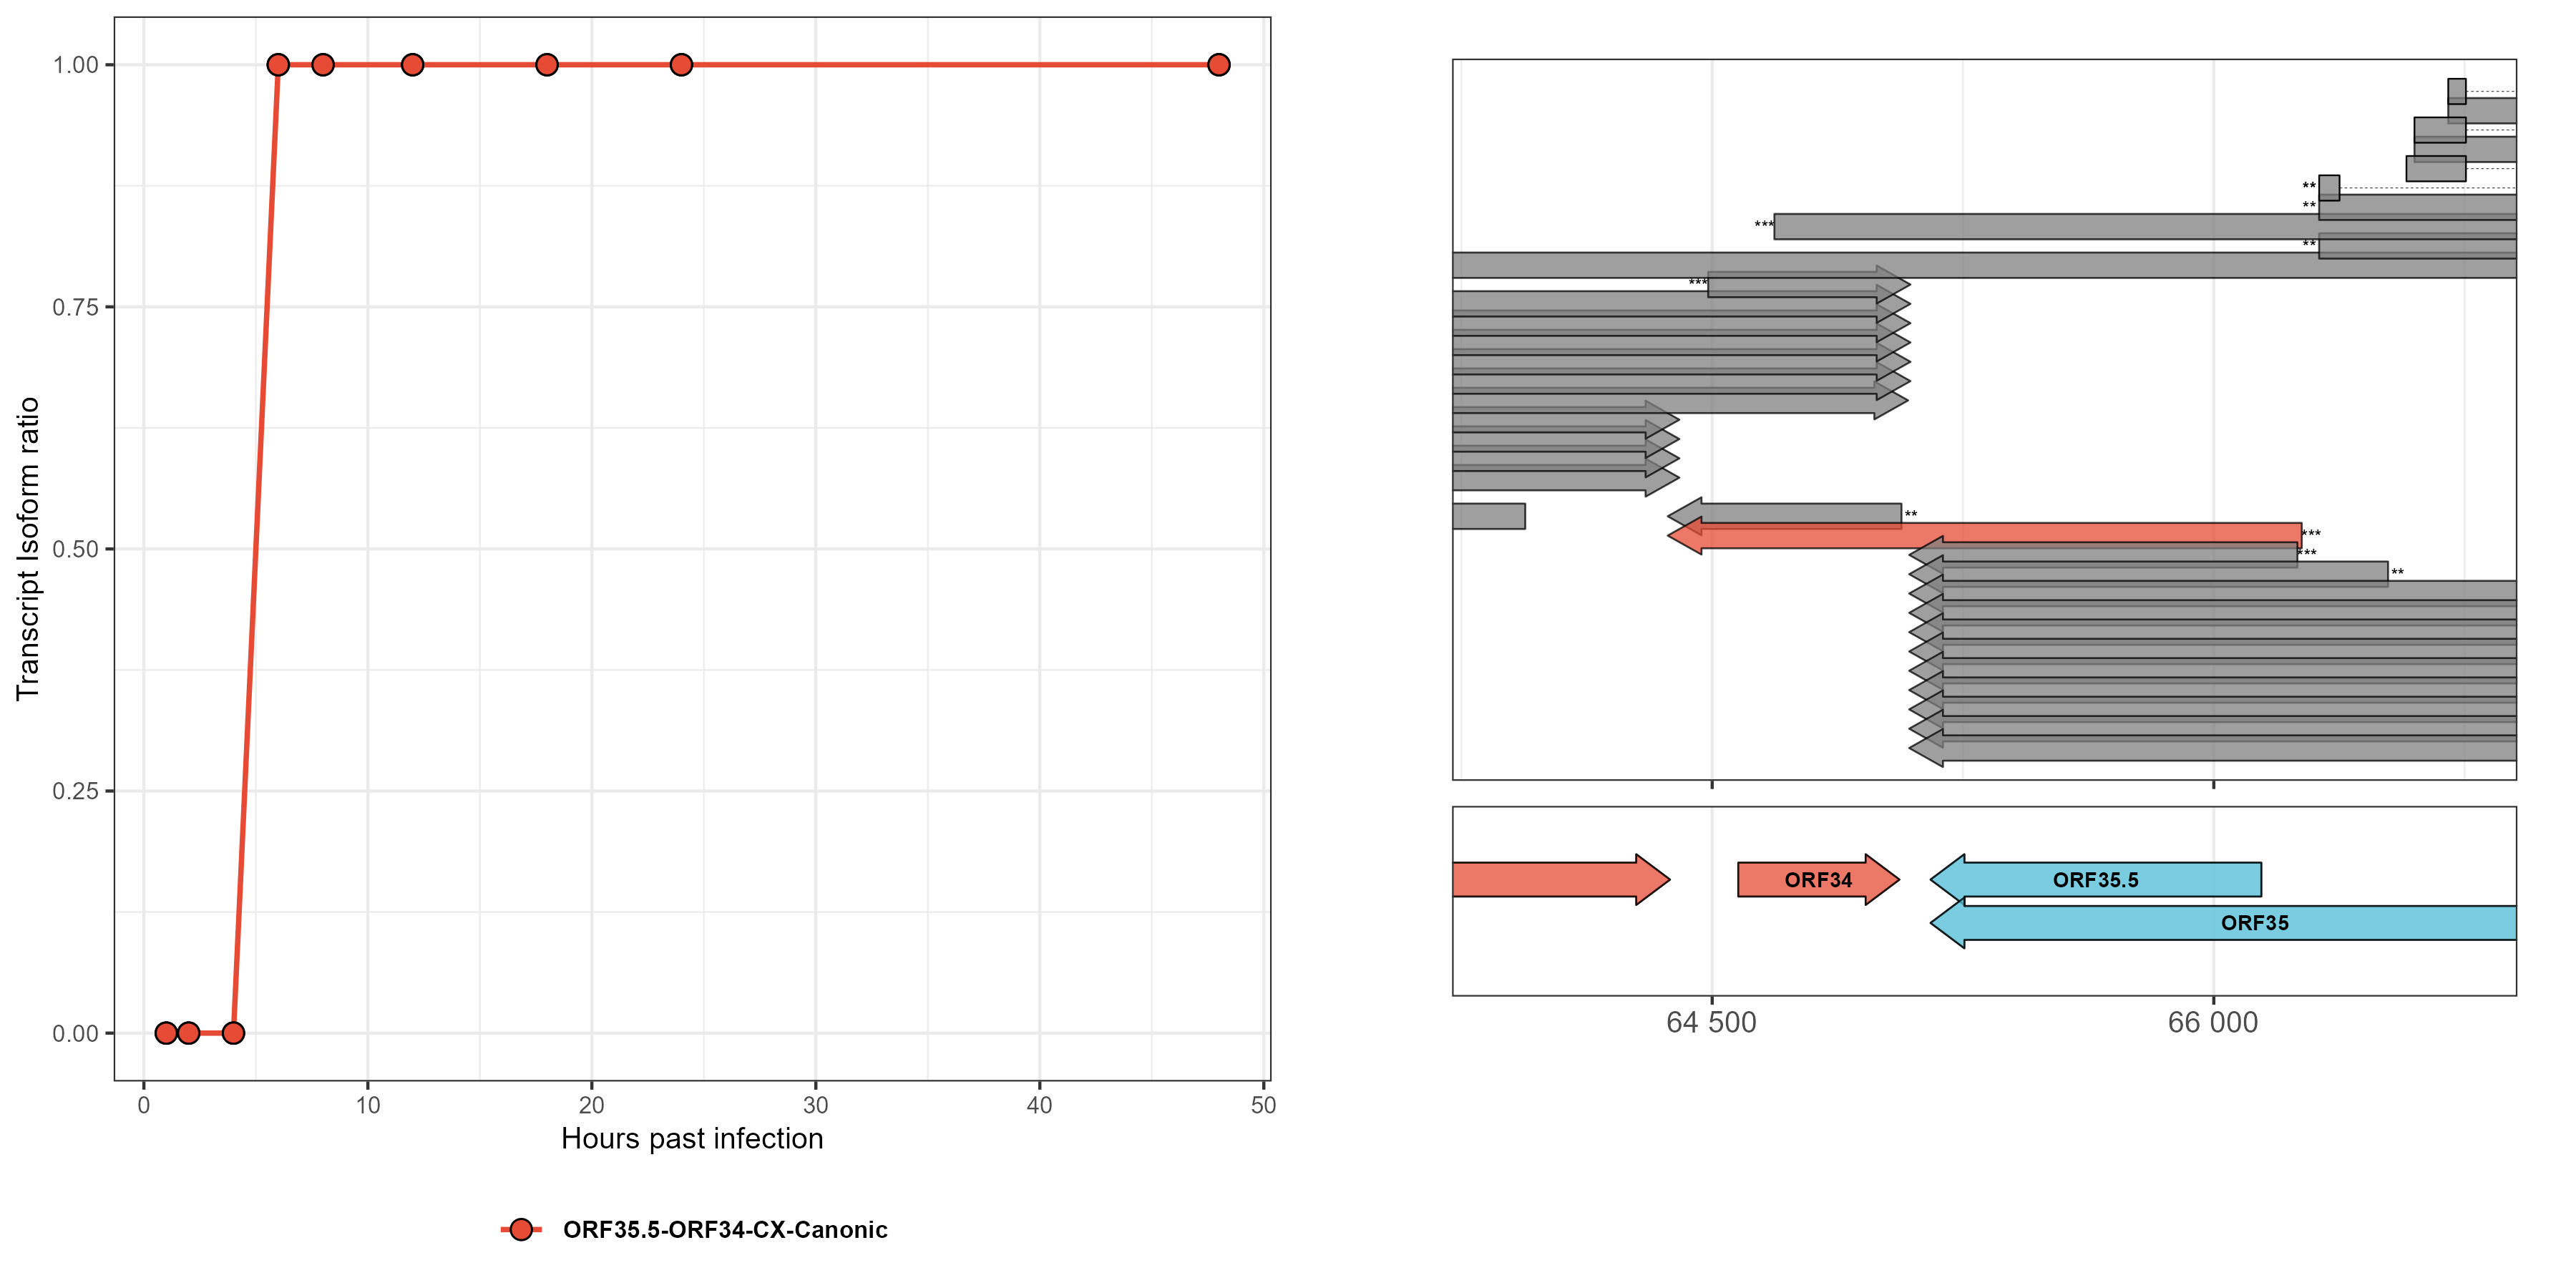 Transcript Isoform ratio
1.00
0.75
0.50
0.25
0.00
0 10 20 30 40 50
Hours past infection
ORF35.5-ORF34-CX-Canonic
**
**
***
**
***
**
***
***
**
ORF34
ORF35.5
ORF35
64 500
66 000